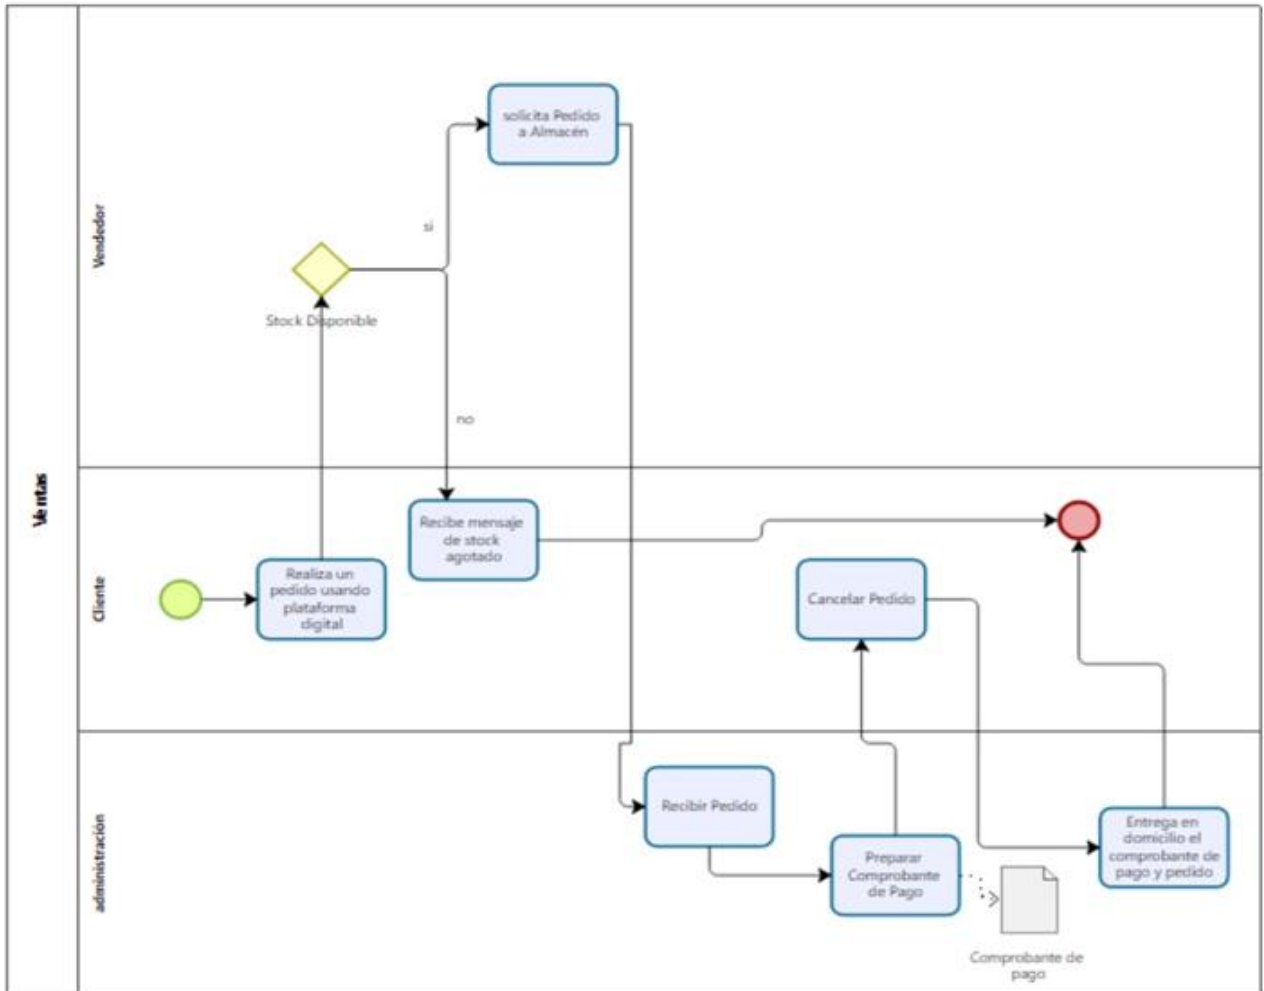 Ventas
Vendedor
solicita Pedido
a Almacén
si
Stock Disponible
no
Cliente
Recibe mensaje
de stock
agotado
Realiza un
pedido usando
plataforma
digital
Cancelar Pedido
administración
Recibir Pedido
Preparar
Comprobante
de Pago
Entrega en
domicilio el
comprobante de
pago y pedido
Comprobante de
pago